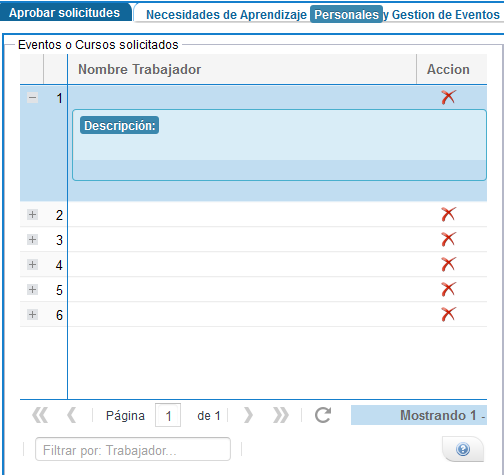 Aprobar solicitudes Necesidades de Aprendizaje Personales y Gestion de Eventos
Eventos o Cursos solicitados
Nombre Trabajador Accion
1
Descripción:
2
3
4
5
6
Página 1 de 1 Mostrando 1 -
Filtrar por: Trabajador...